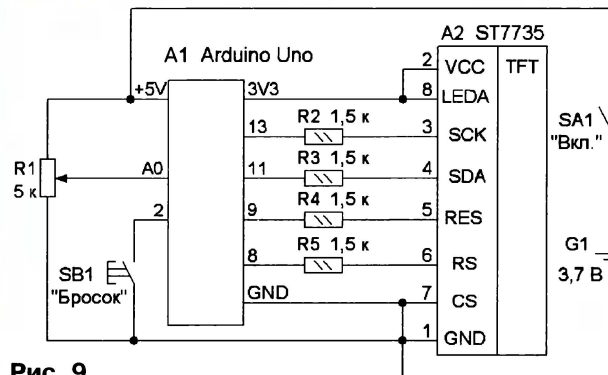 A2 ST7735
A1 Arduino Uno
2 VCC TFT
+5V 3V3 8 LEDA
13 R2 1,5 к 3 SCK
SA1
"Вкл."
R1
5 к
A0 11 R3 1,5 к 4 SDA
2 9 R4 1,5 к 5 RES
8 R5 1,5 к 6 RS
SB1
"Бросок"
G1
3,7 В
GND 7 CS
1 GND
Рис. 9